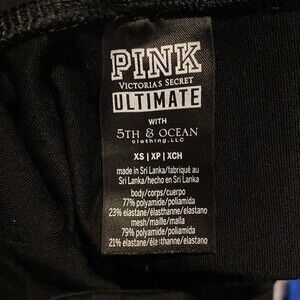 PINK
VICTORIA'S SECRET
ULTIMATE
WITH
5TH & OCEAN
clothing, LLC
XS | XP | XCH
made in Sri Lanka/fabriqué au
Sri Lanka/hecho en Sri Lanka
body/corps/cuerpo
77% polyamide/poliamida
23% elastane/élasthanne/elastano
mesh/maille/malla
79% polyamide/poliamida
21% elastane/élasthanne/elastano